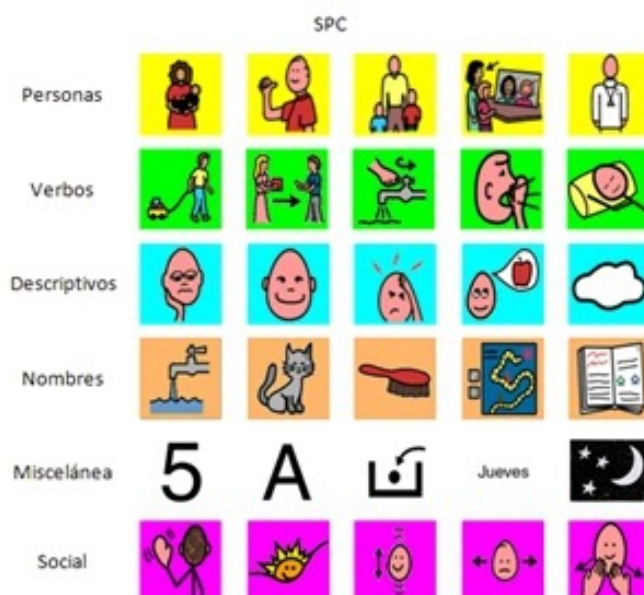 SPC
Personas
Verbos
Descriptivos
Nombres
Miscelánea
5
A
Jueves
Social